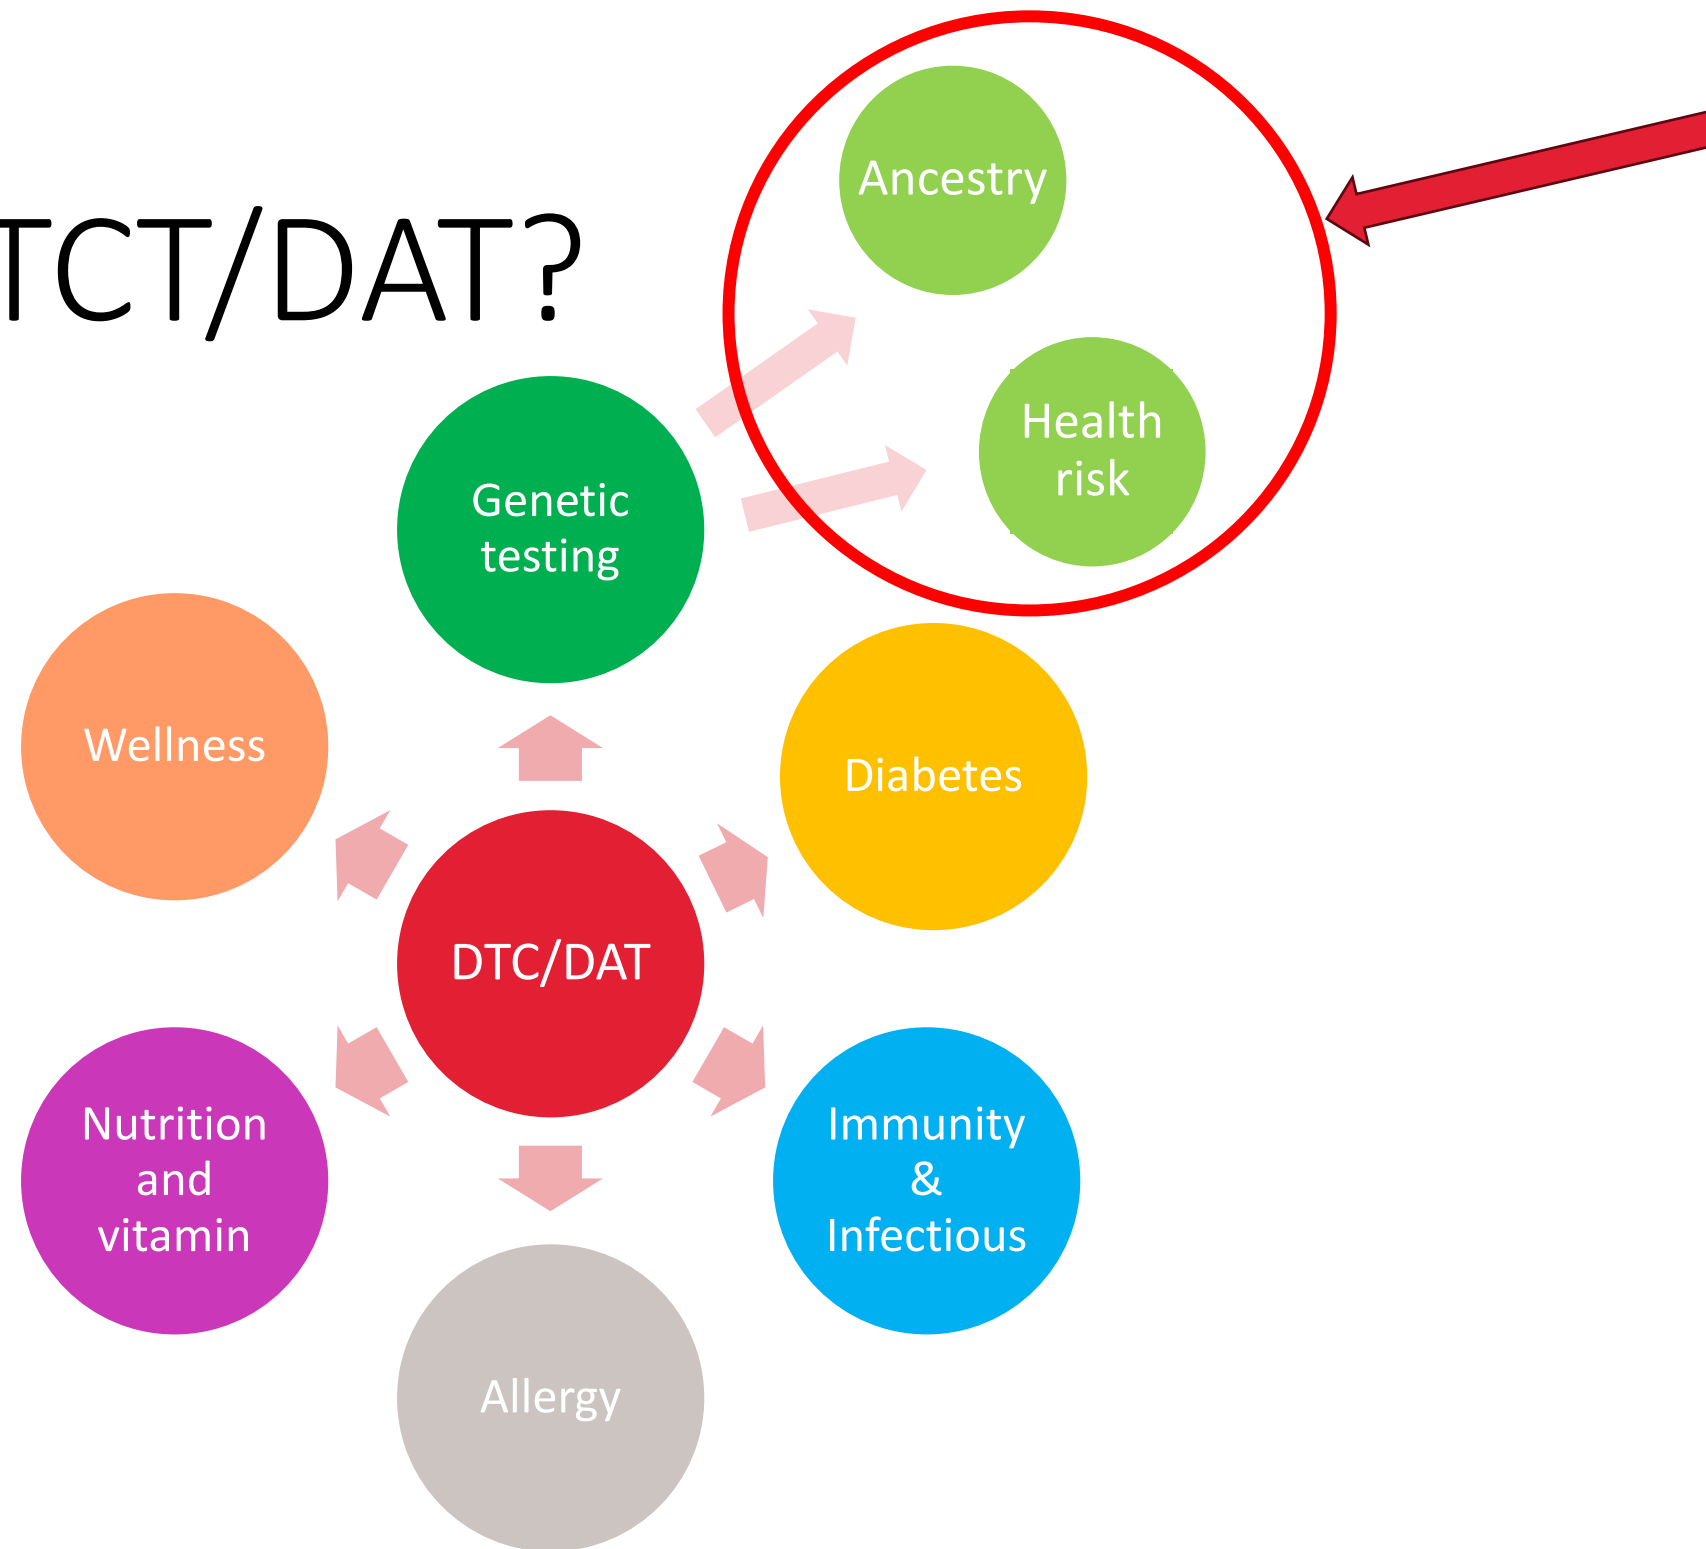 TCT/DAT?
Ancestry
Health
risk
Genetic
testing
Wellness
Diabetes
DTC/DAT
Nutrition
and
vitamin
Immunity
&
Infectious
Allergy